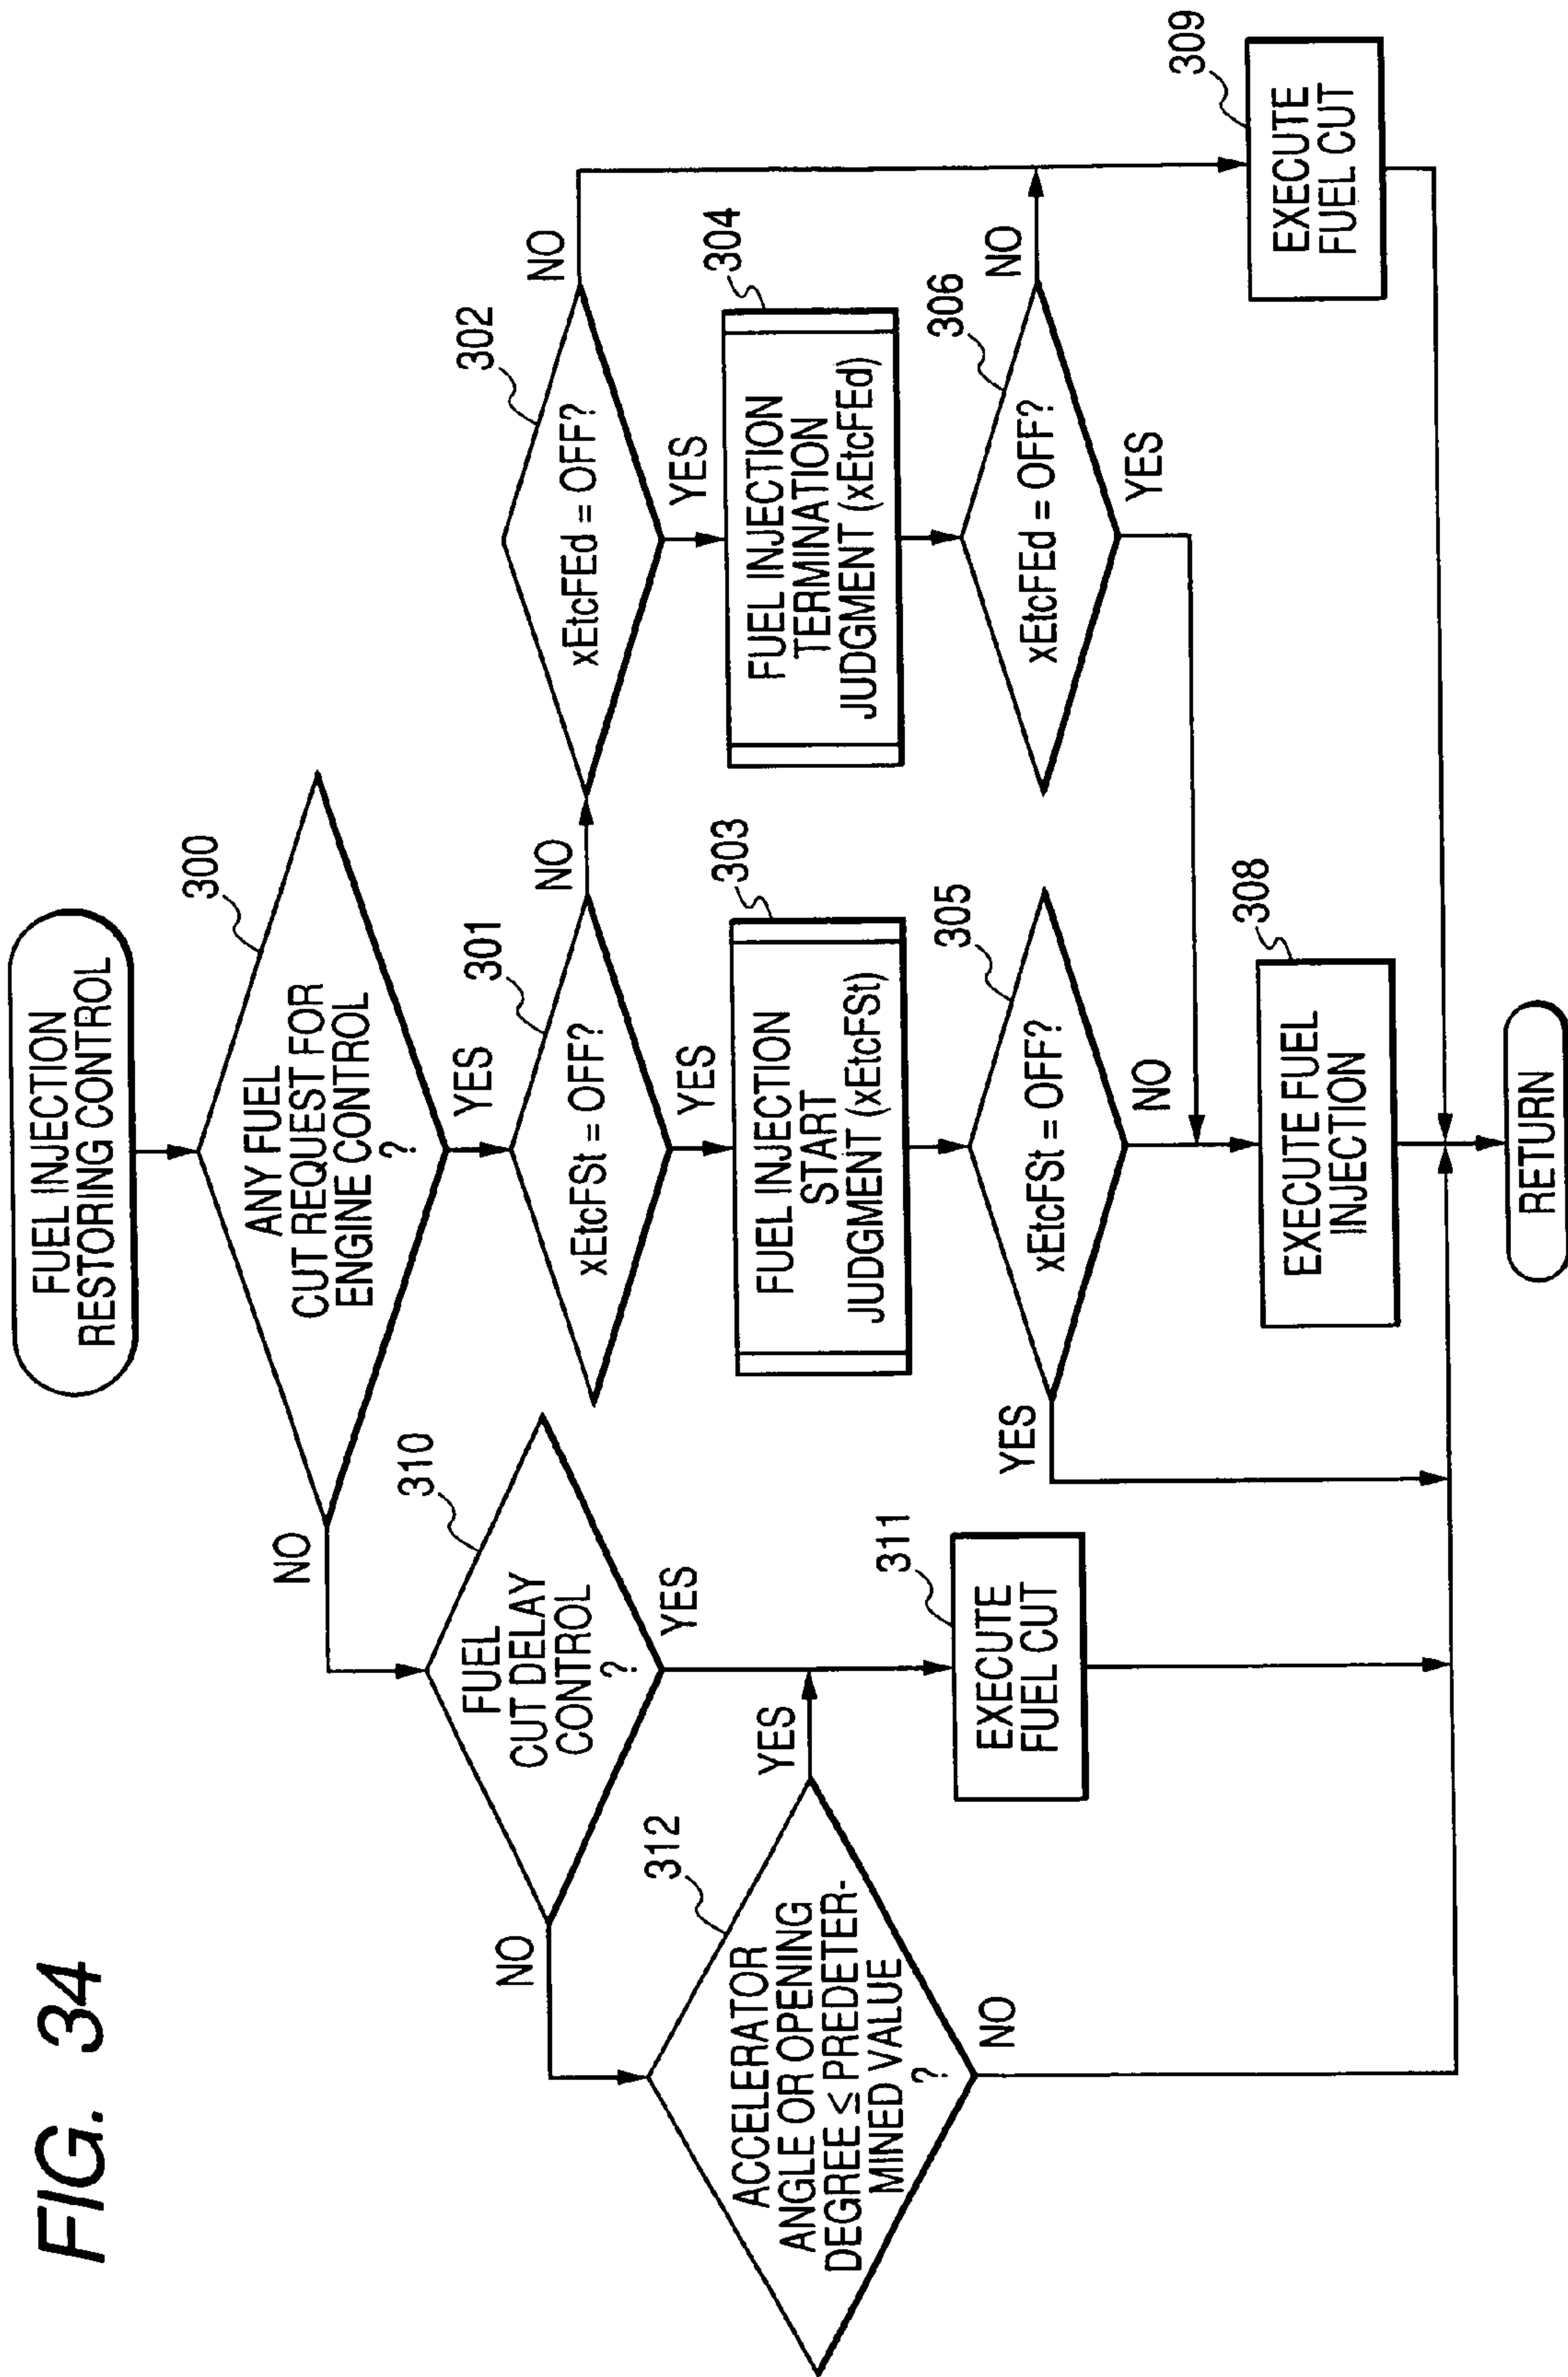 FIG. 34
FUEL INJECTION
RESTORING CONTROL
300
ANY FUEL
CUT REQUEST FOR
ENGINE CONTROL
?
NO
YES
301
xEtcFSt = OFF?
NO
YES
302
xEtcFEd = OFF?
NO
YES
303
FUEL INJECTION
START
JUDGMENT (xEtcFSt)
304
FUEL INJECTION
TERMINATION
JUDGMENT (xEtcFEd)
305
xEtcFSt = OFF?
YES
NO
306
xEtcFEd = OFF?
NO
YES
308
EXECUTE FUEL
INJECTION
309
EXECUTE
FUEL CUT
310
FUEL
CUT DELAY
CONTROL
?
NO
YES
311
EXECUTE
FUEL CUT
312
ACCELERATOR
ANGLE OR OPENING
DEGREE ≤ PREDETER-
MINED VALUE
?
YES
NO
RETURN